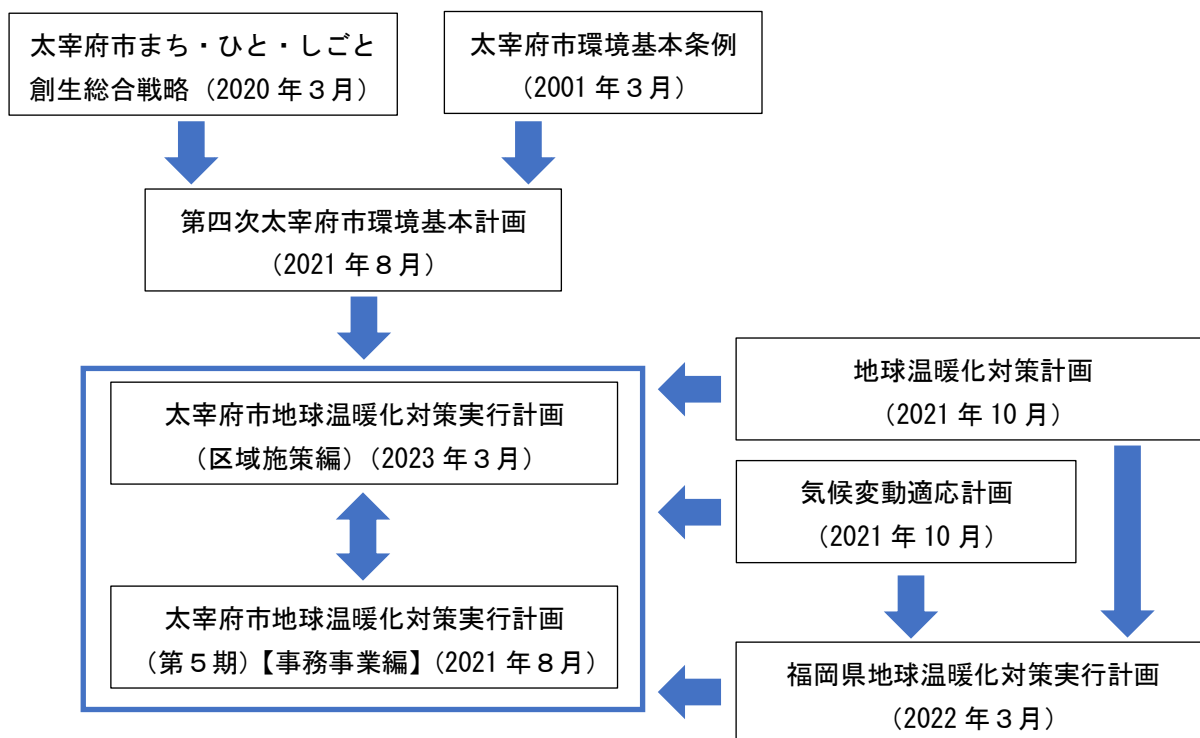 太宰府市まち・ひと・しごと
創生総合戦略（2020 年３月）
太宰府市環境基本条例
（2001 年３月）
第四次太宰府市環境基本計画
（2021 年８月）
地球温暖化対策計画
（2021 年 10 月）
太宰府市地球温暖化対策実行計画
（区域施策編）（2023 年３月）
気候変動適応計画
（2021 年 10 月）
太宰府市地球温暖化対策実行計画
（第５期）【事務事業編】（2021 年８月）
福岡県地球温暖化対策実行計画
（2022 年３月）